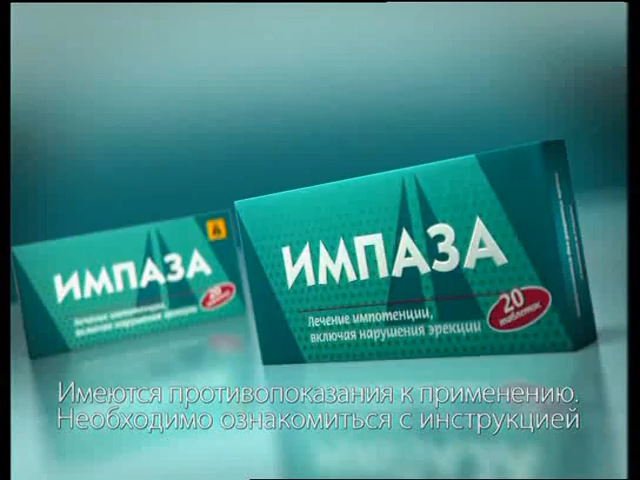 ИМПАЗА
Лечение импотенции,
включая нарушения эрекции
20
таблеток
ИМПАЗА
Лечение импотенции,
включая нарушения эрекции
20
Имеются противопоказания к применению.
Необходимо ознакомиться с инструкцией